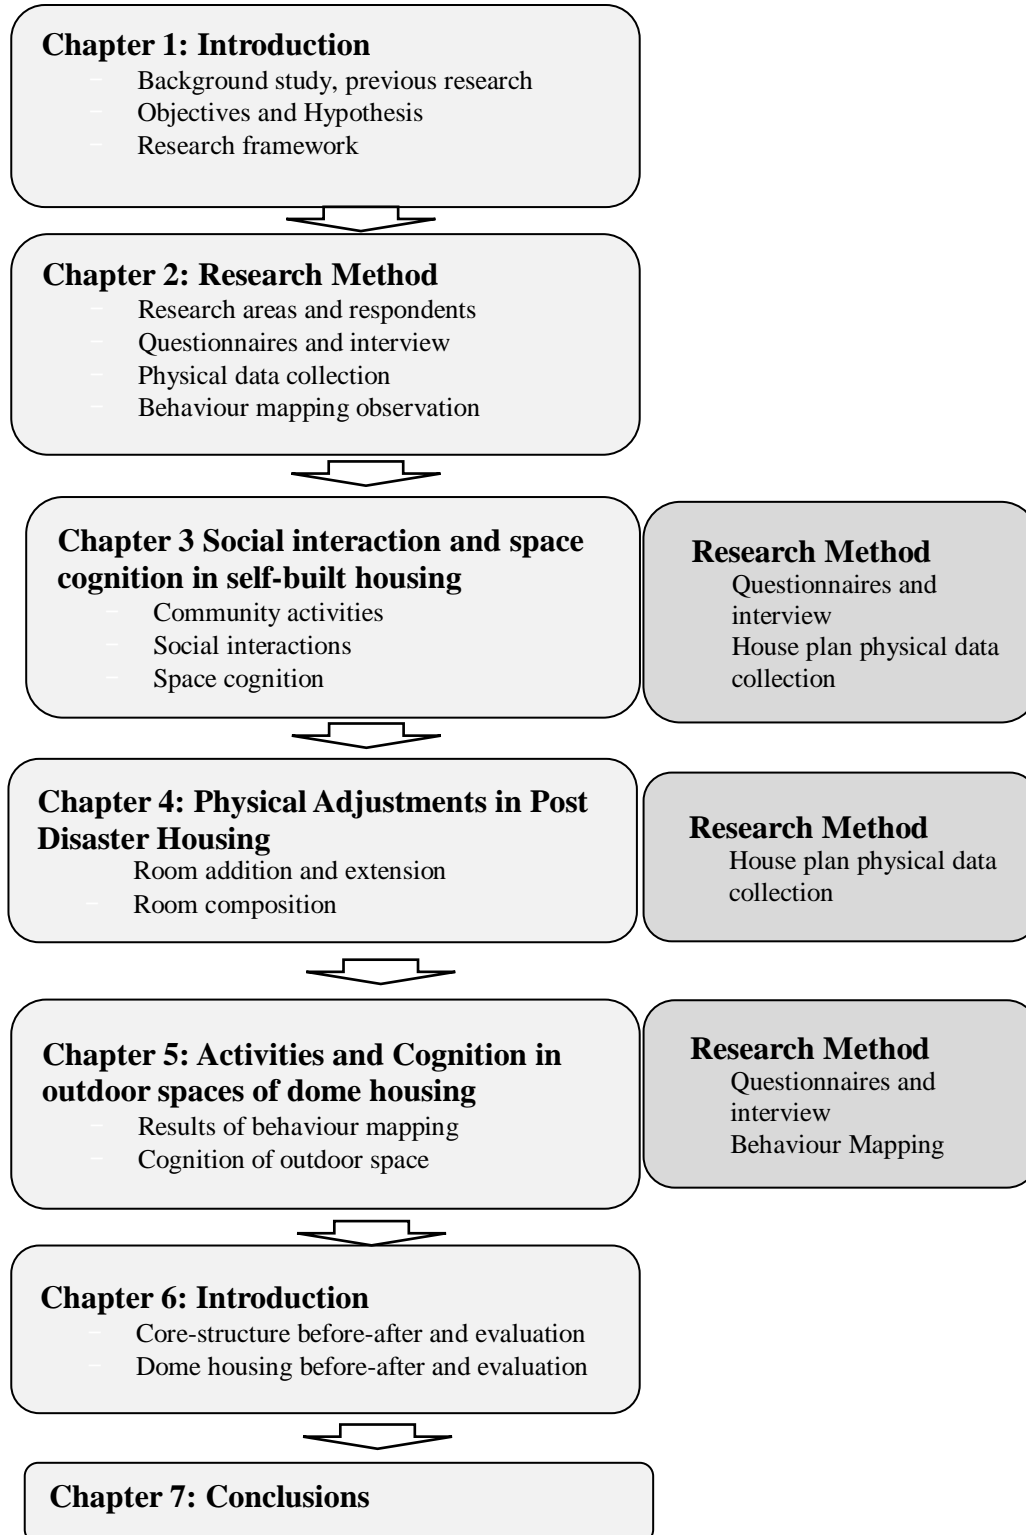 Chapter 1: Introduction
– Background study, previous research
– Objectives and Hypothesis
– Research framework
Chapter 2: Research Method
– Research areas and respondents
– Questionnaires and interview
– Physical data collection
– Behaviour mapping observation
Chapter 3 Social interaction and space
cognition in self-built housing
– Community activities
– Social interactions
– Space cognition
Research Method
Questionnaires and
interview
House plan physical data
collection
Chapter 4: Physical Adjustments in Post
Disaster Housing
Room addition and extension
– Room composition
Research Method
House plan physical data
collection
Chapter 5: Activities and Cognition in
outdoor spaces of dome housing
– Results of behaviour mapping
– Cognition of outdoor space
Research Method
Questionnaires and
interview
Behaviour Mapping
Chapter 6: Introduction
– Core-structure before-after and evaluation
– Dome housing before-after and evaluation
Chapter 7: Conclusions